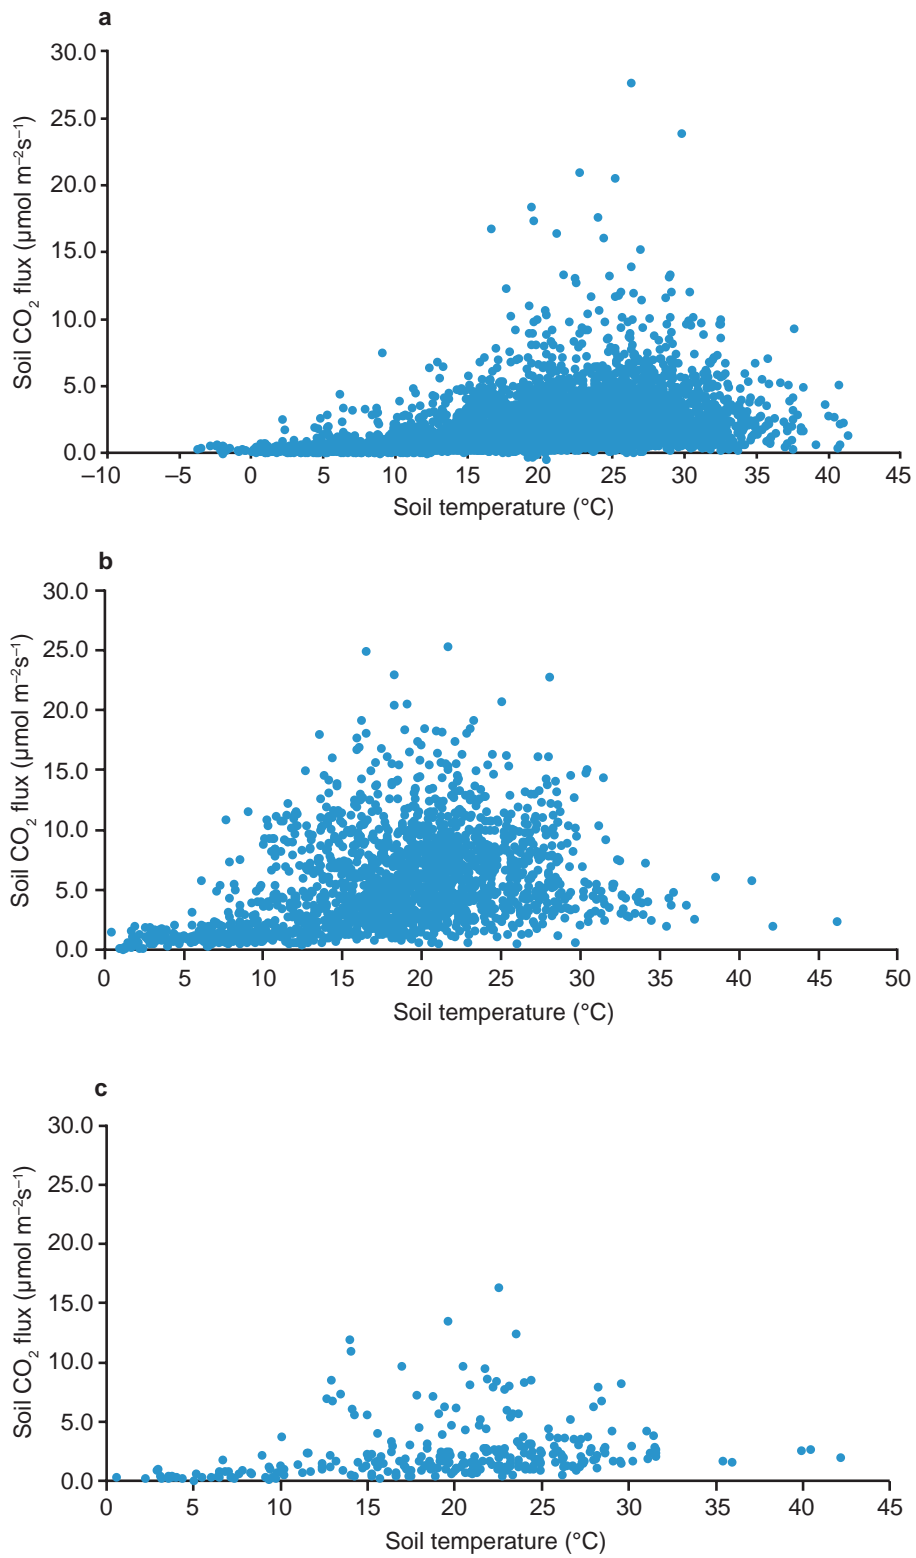 a
30.0
25.0
20.0
15.0
10.0
5.0
0.0
Soil CO₂ flux (µmol m⁻²s⁻¹)
–10 –5 0 5 10 15 20 25 30 35 40 45
Soil temperature (°C)
b
30.0
25.0
20.0
15.0
10.0
5.0
0.0
Soil CO₂ flux (µmol m⁻²s⁻¹)
0 5 10 15 20 25 30 35 40 45 50
Soil temperature (°C)
c
30.0
25.0
20.0
15.0
10.0
5.0
0.0
Soil CO₂ flux (µmol m⁻²s⁻¹)
0 5 10 15 20 25 30 35 40 45
Soil temperature (°C)